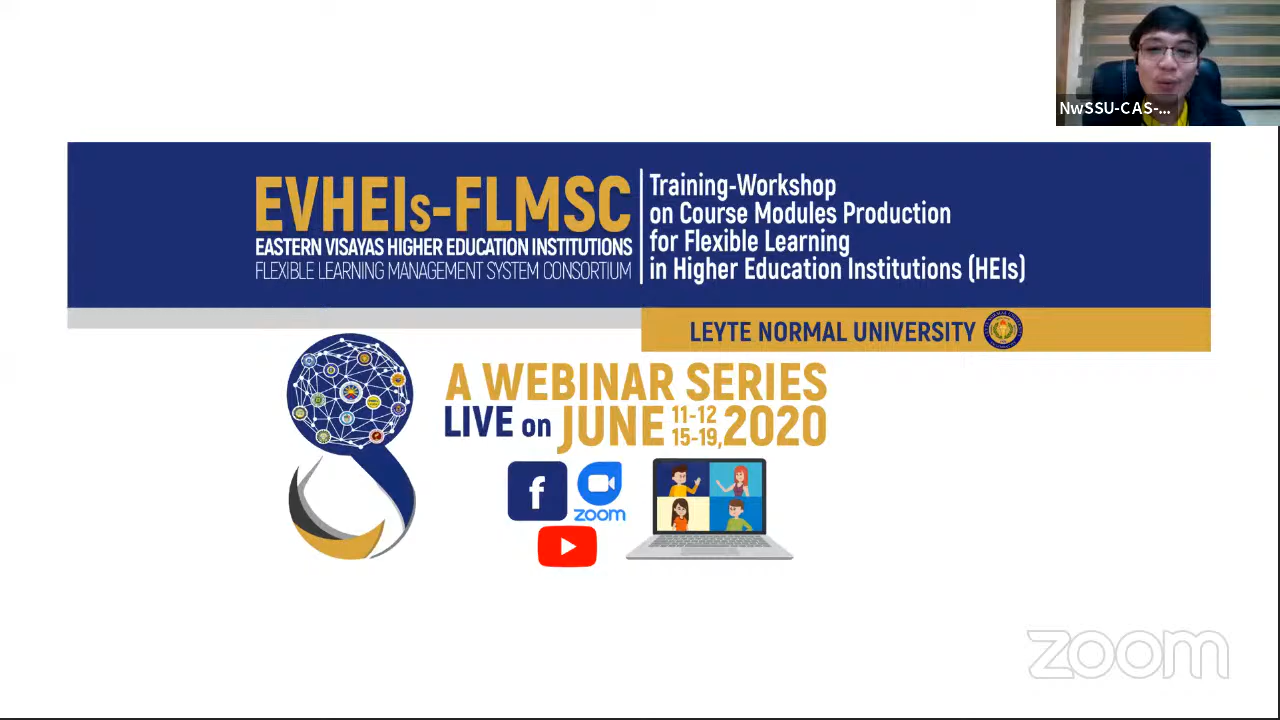 NwSSU-CAS-...
EVHEIs-FLMSC
EASTERN VISAYAS HIGHER EDUCATION INSTITUTIONS
FLEXIBLE LEARNING MANAGEMENT SYSTEM CONSORTIUM
Training-Workshop
on Course Modules Production
for Flexible Learning
in Higher Education Institutions (HEIs)
LEYTE NORMAL UNIVERSITY
A WEBINAR SERIES
LIVE on JUNE 11-12 15-19, 2020
f
zoom
zoom